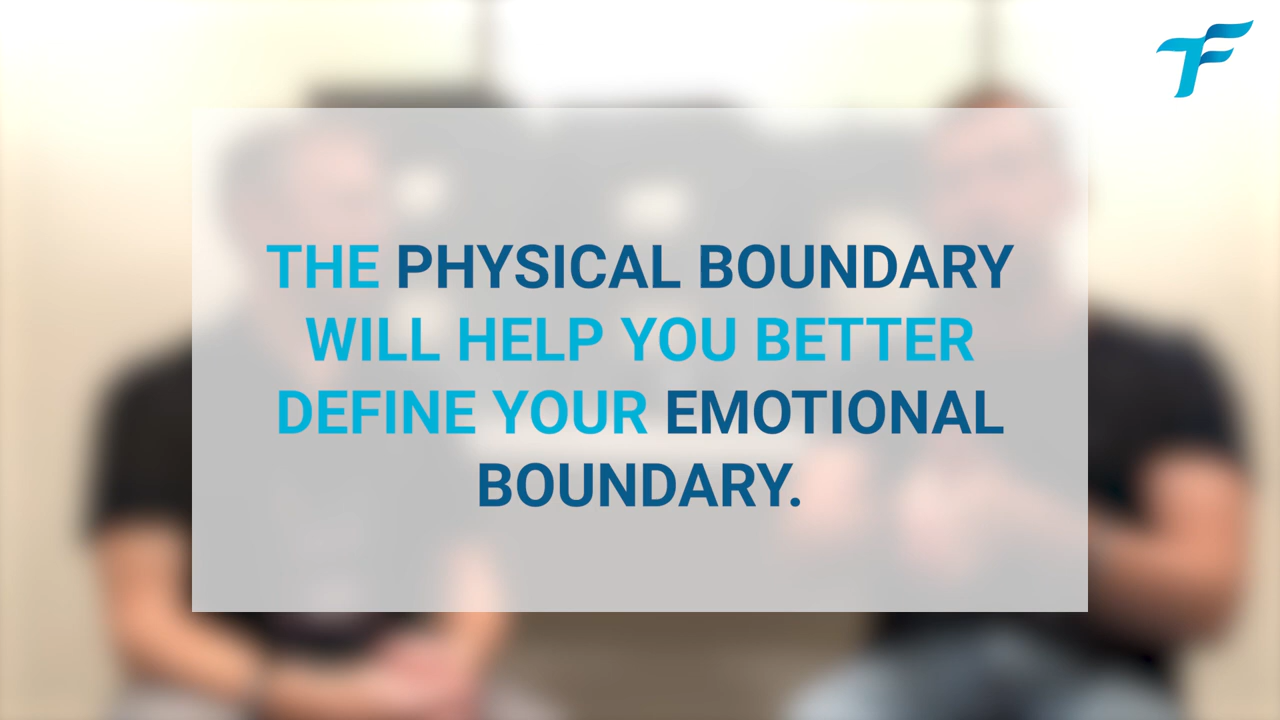 THE PHYSICAL BOUNDARY
WILL HELP YOU BETTER
DEFINE YOUR EMOTIONAL
BOUNDARY.